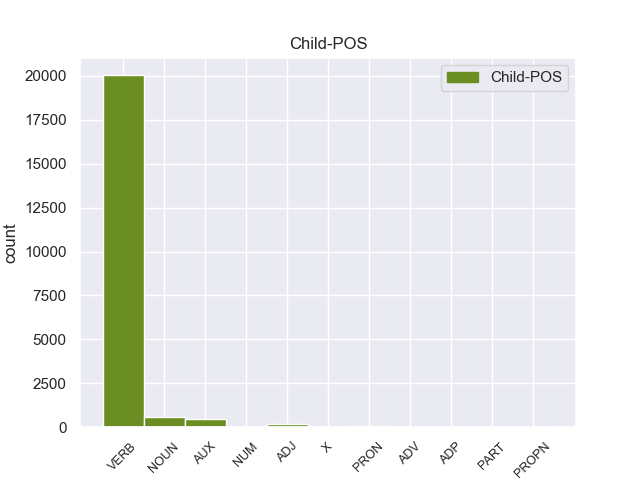 Child-POS
Child-POS
count
20000
17500
15000
12500
10000
7500
5000
2500
0
VERB
NOUN
AUX
NUM
ADJ
X
PRON
ADV
ADP
PART
PROPN